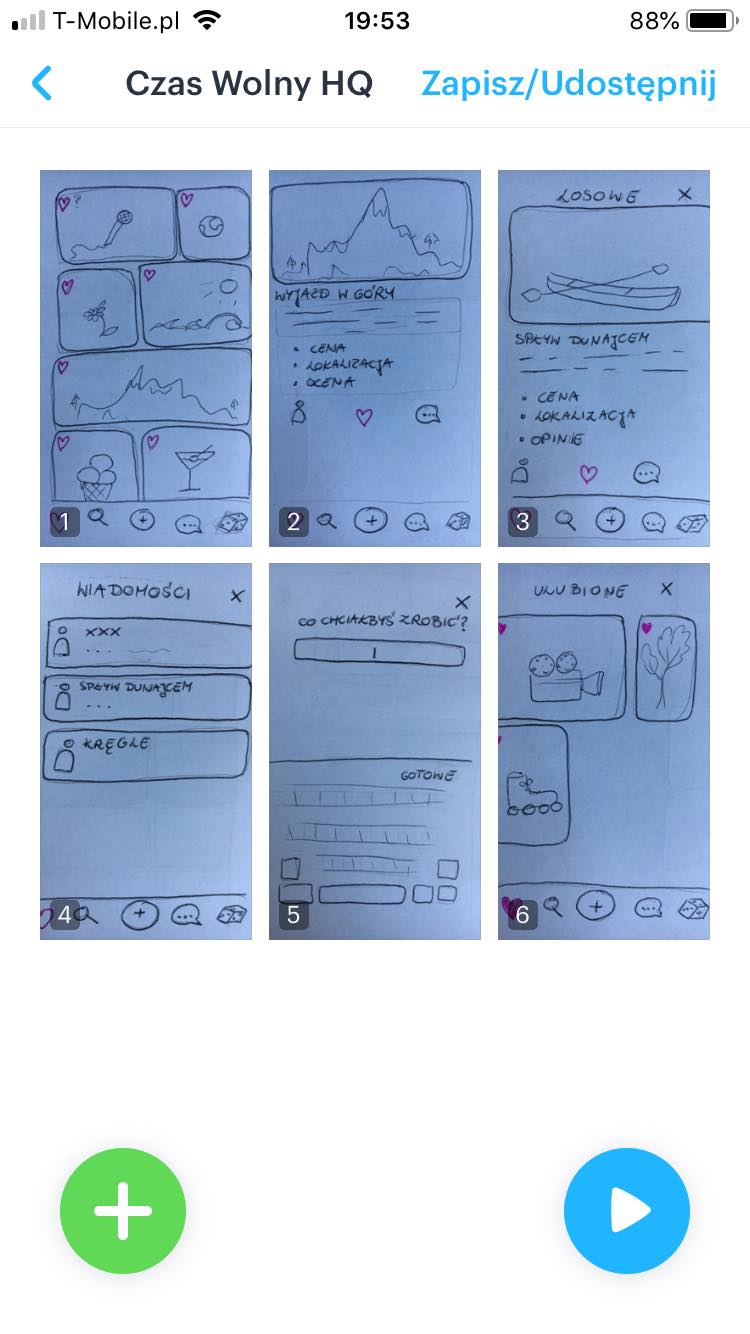 T-Mobile.pl 19:53 88%
Czas Wolny HQ Zapisz/Udostępnij
?
1
WYJAZD W GÓRY
• CENA
• LOKALIZACJA
• OCENA
2
LOSOWE X
SPŁYW DUNAJCEM
• CENA
• LOKALIZACJA
• OPINIE
3
WIADOMOŚCI X
XXX
...
SPŁYW DUNAJCEM
...
KRĘGLE
4
X
CO CHCIAŁBYŚ ZROBIĆ?
GOTOWE
5
ULUBIONE X
6